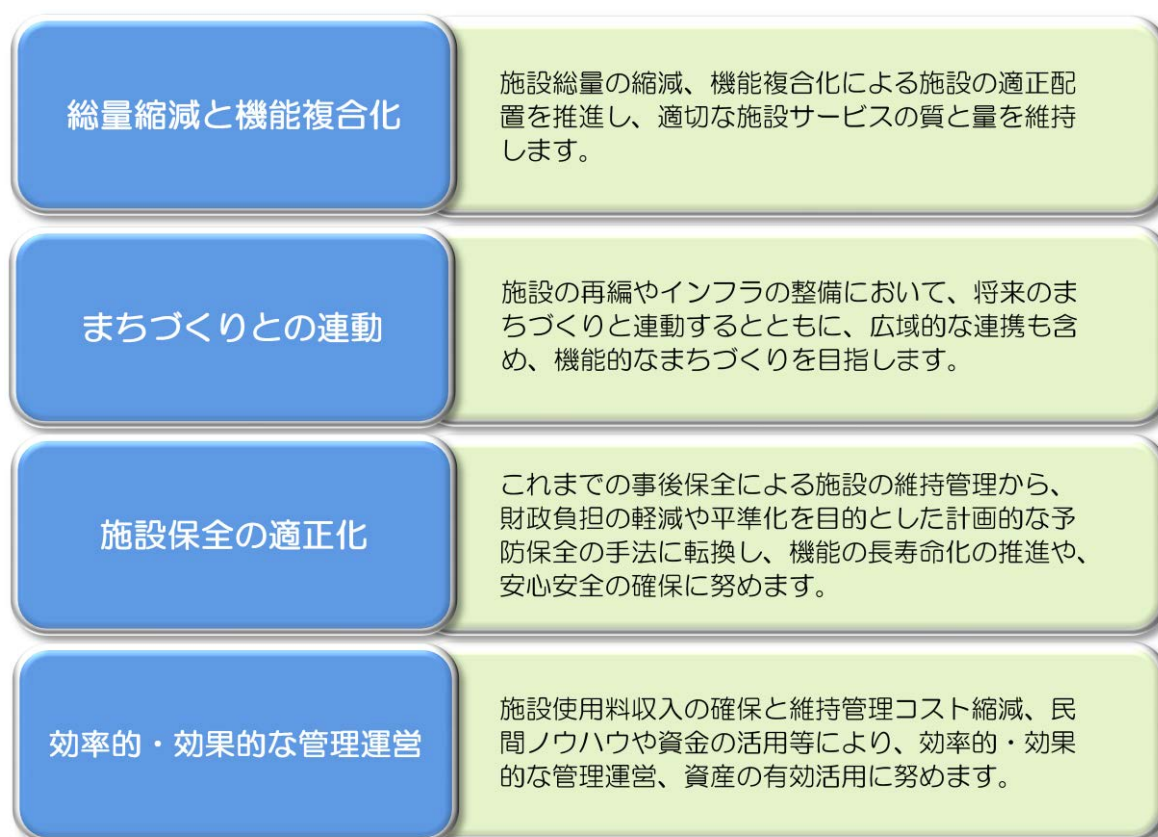 総量縮減と機能複合化
施設総量の縮減、機能複合化による施設の適正配
置を推進し、適切な施設サービスの質と量を維持
します。
まちづくりとの連動
施設の再編やインフラの整備において、将来のま
ちづくりと連動するとともに、広域的な連携も含
め、機能的なまちづくりを目指します。
施設保全の適正化
これまでの事後保全による施設の維持管理から、
財政負担の軽減や平準化を目的とした計画的な予
防保全の手法に転換し、機能の長寿命化の推進や、
安心安全の確保に努めます。
効率的・効果的な管理運営
施設使用料収入の確保と維持管理コスト縮減、民
間ノウハウや資金の活用等により、効率的・効果
的な管理運営、資産の有効活用に努めます。